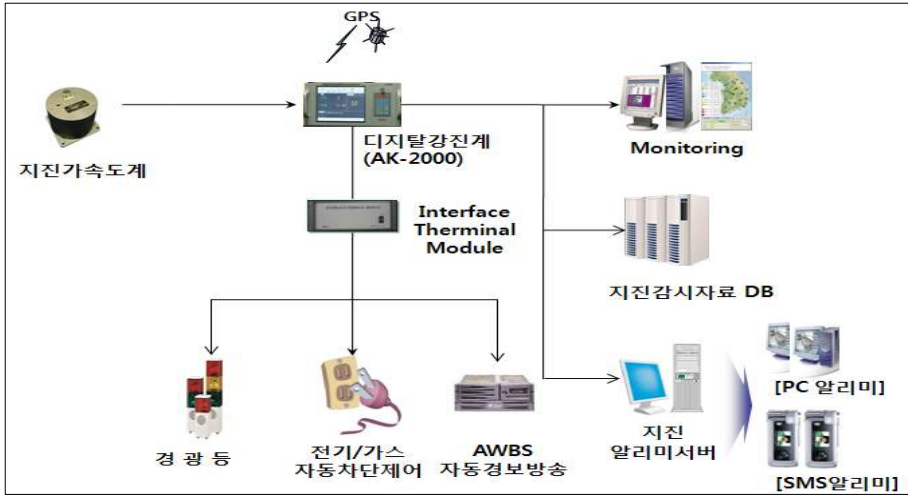 GPS
지진가속도계
디지탈강진계
(AK-2000)
Monitoring
Interface
Therminal
Module
지진감시자료 DB
경 광 등
전기/가스
자동차단제어
AWBS
자동경보방송
지진
알리미서버
[PC 알리미]
[SMS알리미]